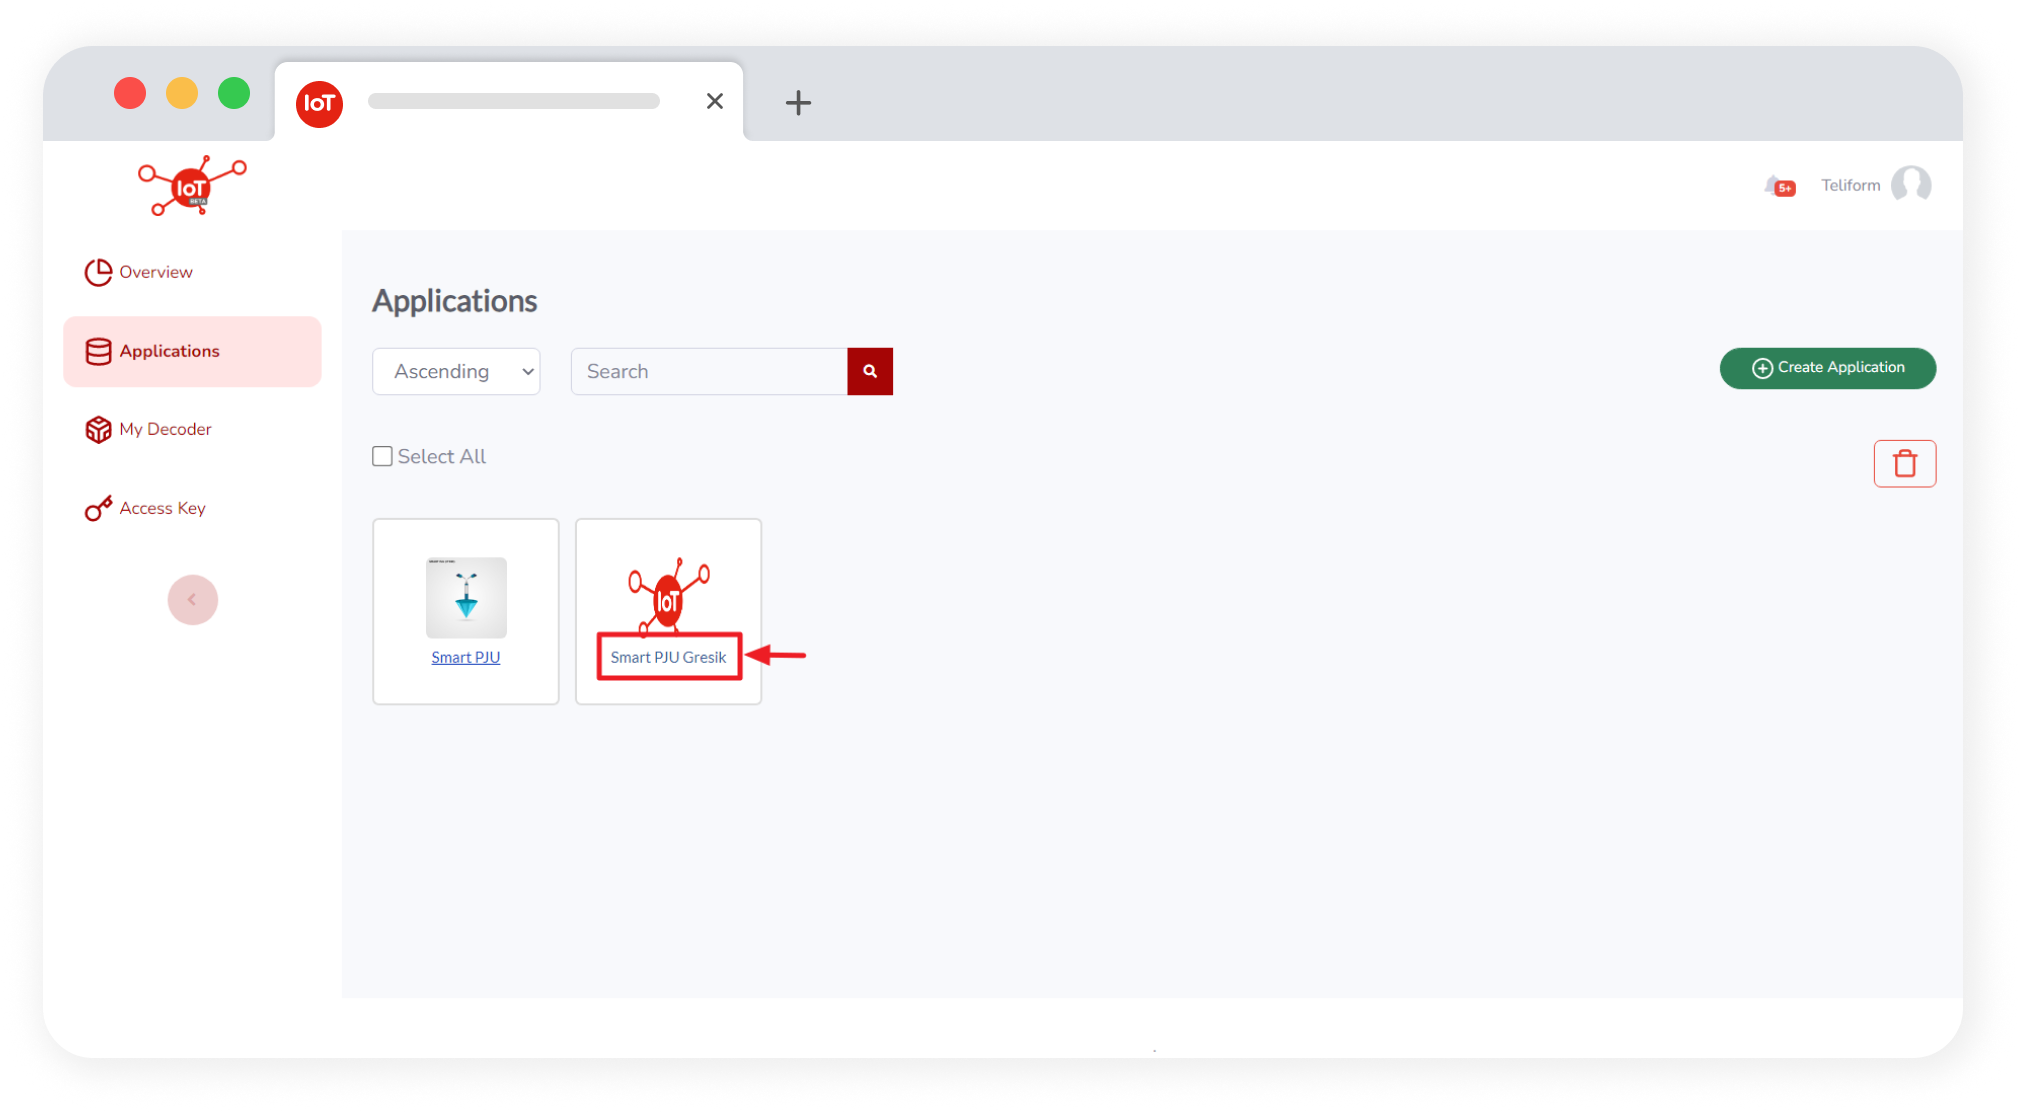 IoT
IoT
BETA
5+
Teliform
Overview
Applications
My Decoder
Access Key
Applications
Ascending
Search
Create Application
Select All
Smart PJU
IoT
Smart PJU Gresik